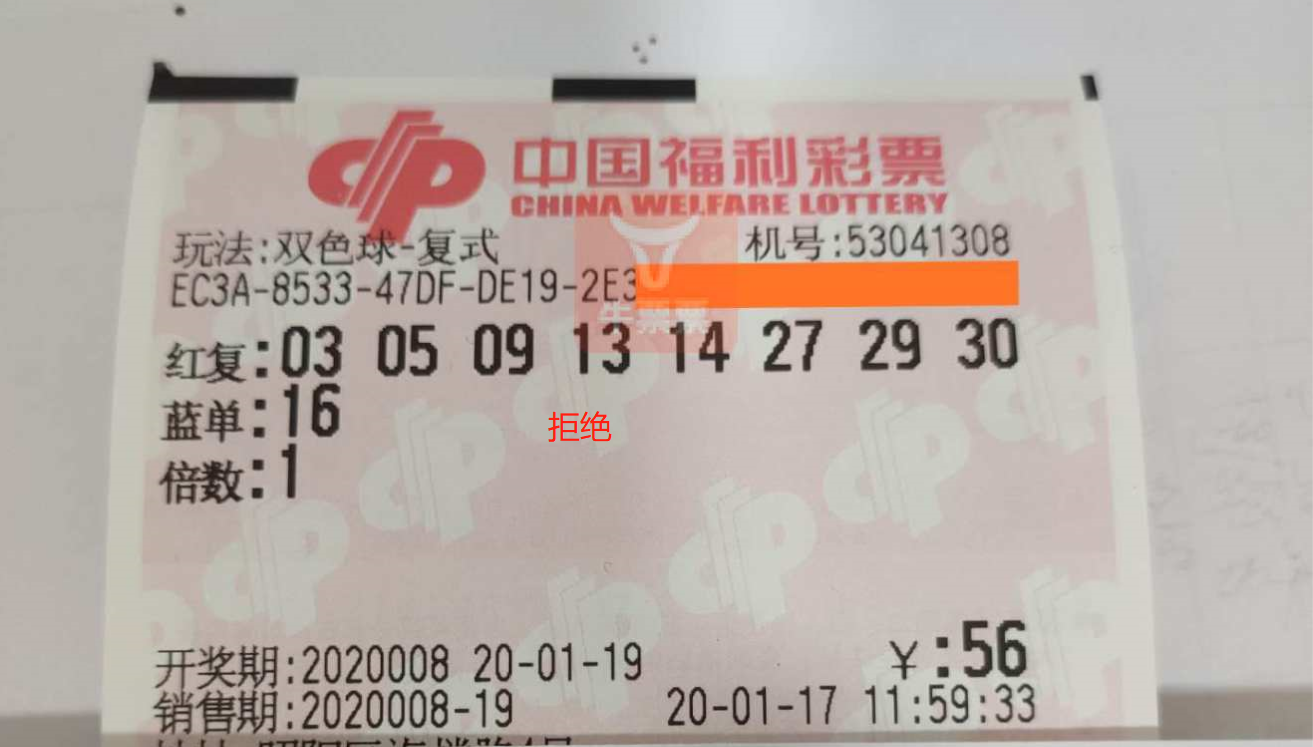 中国福利彩票
CHINA WELFARE LOTTERY
玩法:双色球-复式 机号:53041308
EC3A-8533-47DF-DE19-2E3
牛票票
红复:03 05 09 13 14 27 29 30
蓝单:16
拒绝
倍数:1
开奖期:2020008 20-01-19 ¥:56
销售期:2020008-19 20-01-17 11:59:33